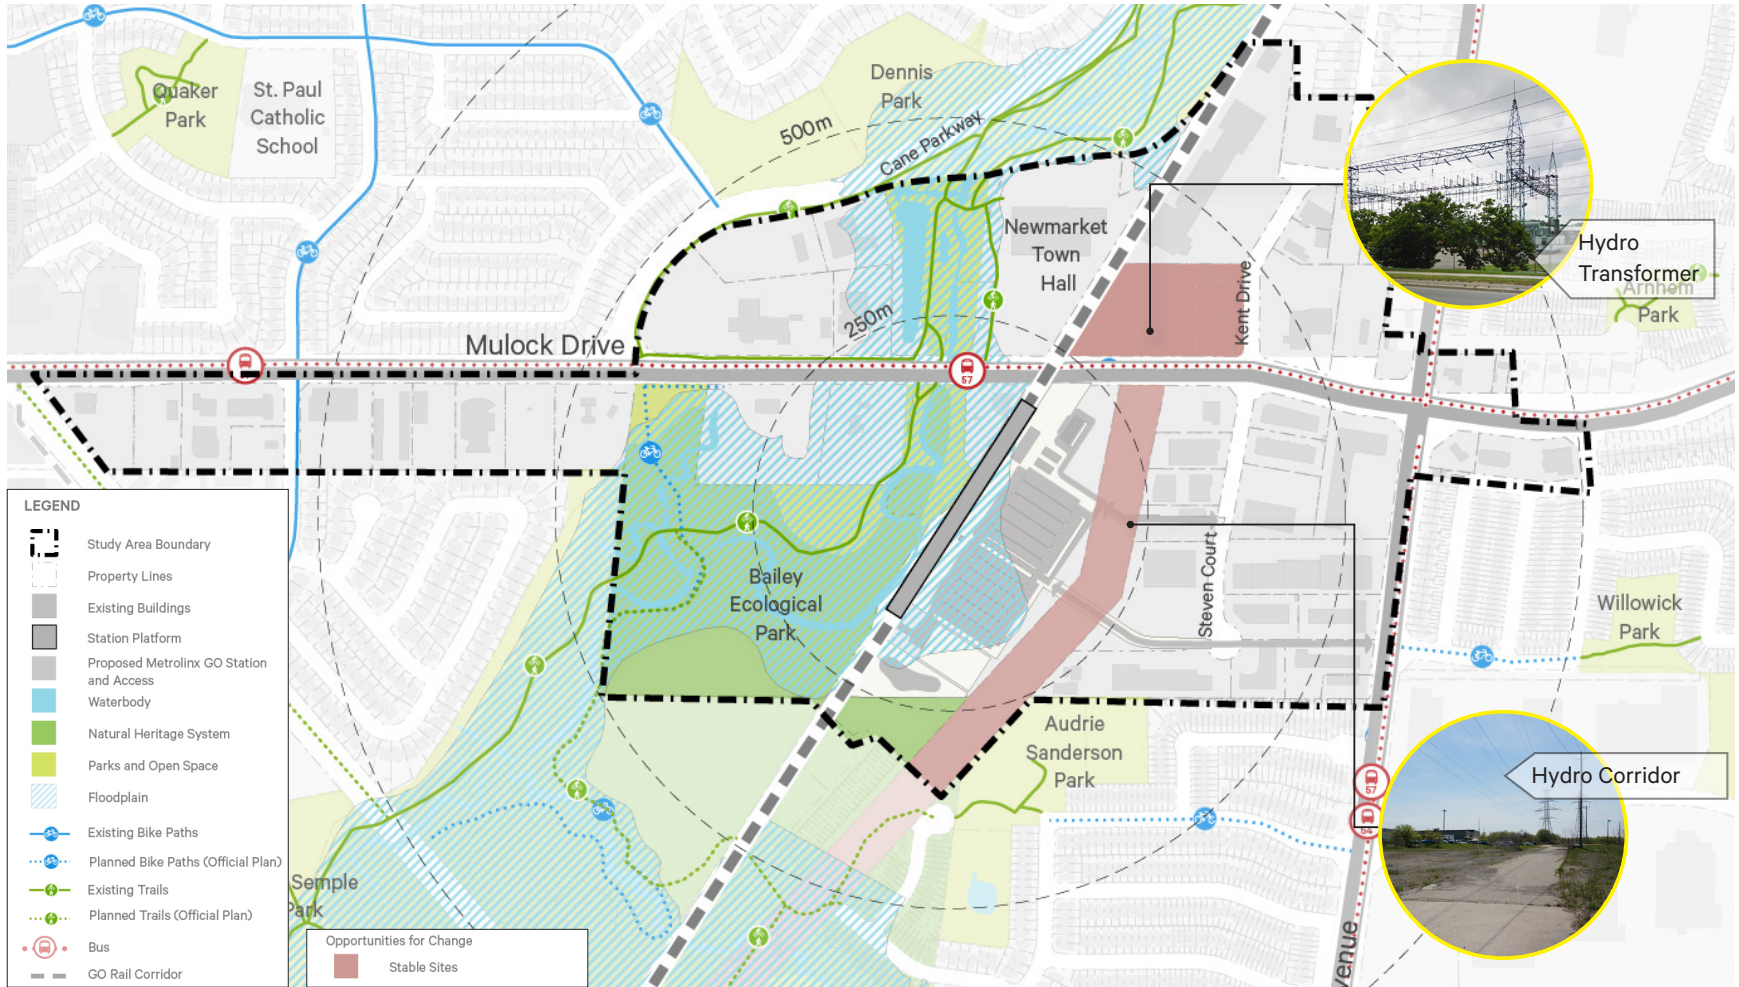 Quaker
Park
St. Paul
Catholic
School
Dennis
Park
500m
Cane Parkway
Newmarket
Town
Hall
250m
Kent Drive
Hydro
Transformer
Arnhem
Park
Mulock Drive
57
Bailey
Ecological
Park
Steven Court
Willowick
Park
Audrie
Sanderson
Park
57
54
Hydro Corridor
venue
Semple
Park
LEGEND
Study Area Boundary
Property Lines
Existing Buildings
Station Platform
Proposed Metrolinx GO Station
and Access
Waterbody
Natural Heritage System
Parks and Open Space
Floodplain
Existing Bike Paths
Planned Bike Paths (Official Plan)
Existing Trails
Planned Trails (Official Plan)
Bus
GO Rail Corridor
Opportunities for Change
Stable Sites